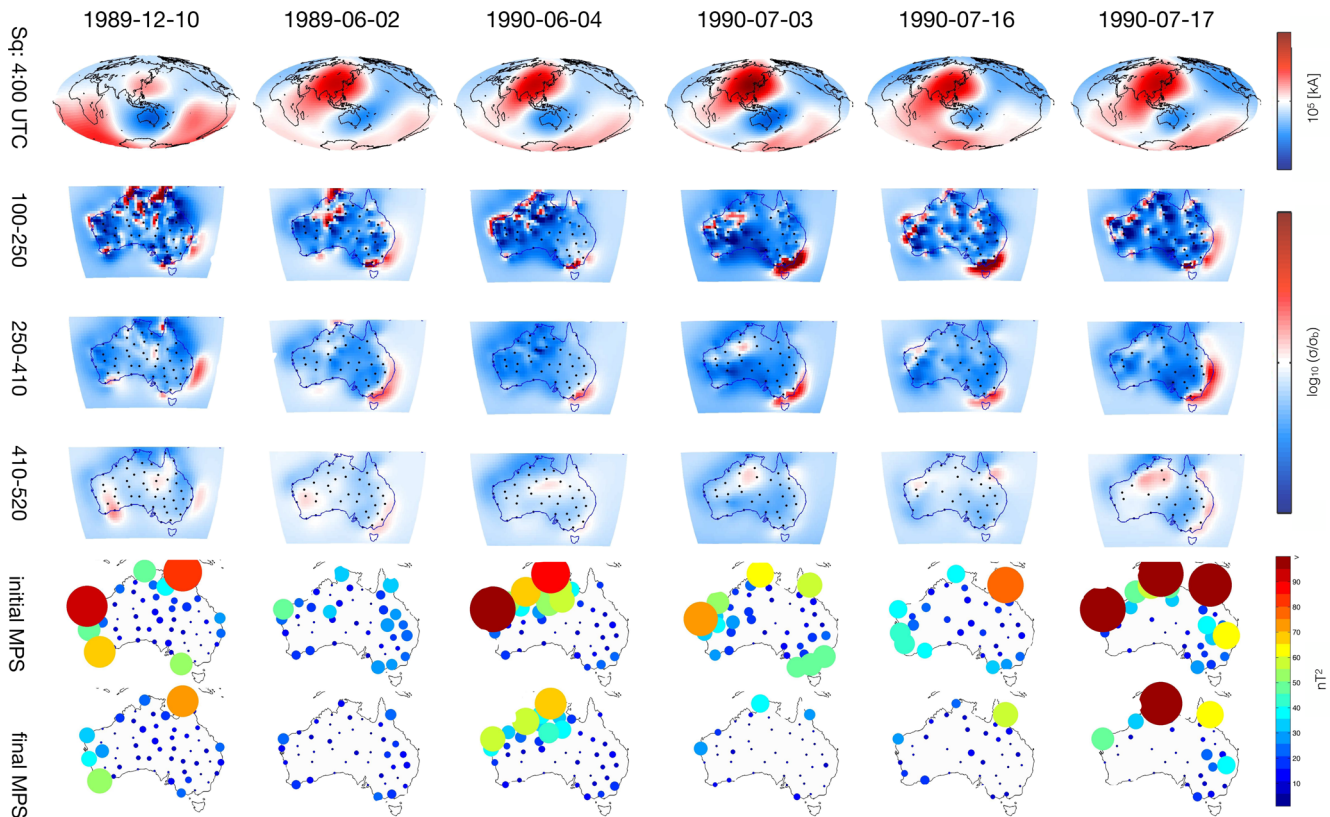 1989-12-10 1989-06-02 1990-06-04 1990-07-03 1990-07-16 1990-07-17
Sq: 4:00 UTC
10⁶ [kA]
100-250
250-410
log₁₀ (σ/σ_b)
410-520
initial MPS
final MPS
>
90
80
70
60
50
40
30
20
10
nT²